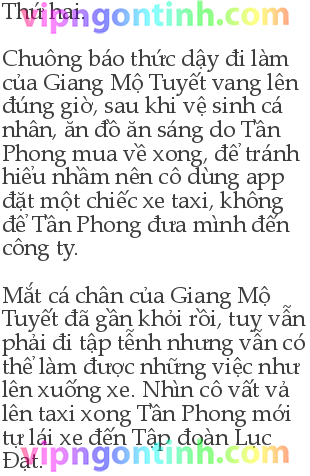 Thứ hai.
vipngontinh.com
Chuông báo thức dậy đi làm
của Giang Mộ Tuyết vang lên
đúng giờ, sau khi vệ sinh cá
nhân, ăn đồ ăn sáng do Tần
Phong mua về xong, để tránh
hiểu nhầm nên cô dùng app
đặt một chiếc xe taxi, không
để Tần Phong đưa mình đến
công ty.
Mắt cá chân của Giang Mộ
Tuyết đã gần khỏi rồi, tuy vẫn
phải đi tập tễnh nhưng vẫn có
thể làm được những việc như
lên xuống xe. Nhìn cô vất vả
lên taxi xong Tần Phong mới
tự lái xe đến Tập đoàn Lục
Đạt.
vipngontinh.com